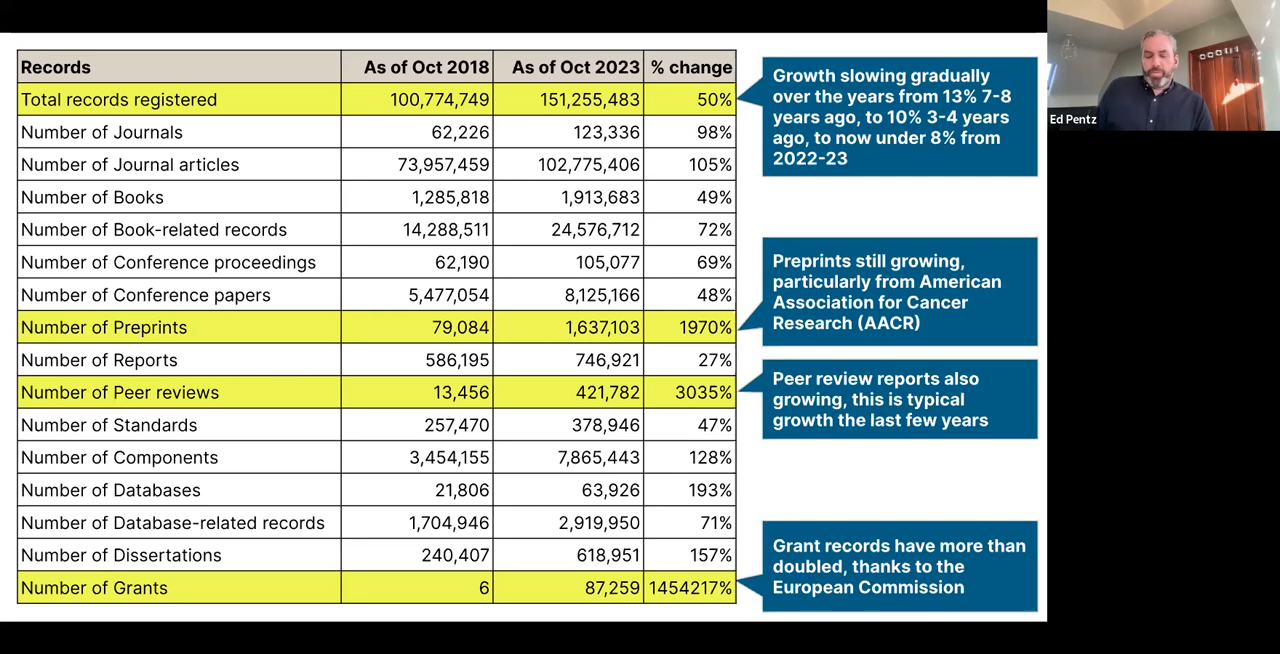 Records As of Oct 2018 As of Oct 2023 % change
Total records registered 100,774,749 151,255,483 50%
Number of Journals 62,226 123,336 98%
Number of Journal articles 73,957,459 102,775,406 105%
Number of Books 1,285,818 1,913,683 49%
Number of Book-related records 14,288,511 24,576,712 72%
Number of Conference proceedings 62,190 105,077 69%
Number of Conference papers 5,477,054 8,125,166 48%
Number of Preprints 79,084 1,637,103 1970%
Number of Reports 586,195 746,921 27%
Number of Peer reviews 13,456 421,782 3035%
Number of Standards 257,470 378,946 47%
Number of Components 3,454,155 7,865,443 128%
Number of Databases 21,806 63,926 193%
Number of Database-related records 1,704,946 2,919,950 71%
Number of Dissertations 240,407 618,951 157%
Number of Grants 6 87,259 1454217%
Growth slowing gradually
over the years from 13% 7-8
years ago, to 10% 3-4 years
ago, to now under 8% from
2022-23
Preprints still growing,
particularly from American
Association for Cancer
Research (AACR)
Peer review reports also
growing, this is typical
growth the last few years
Grant records have more than
doubled, thanks to the
European Commission
Ed Pentz